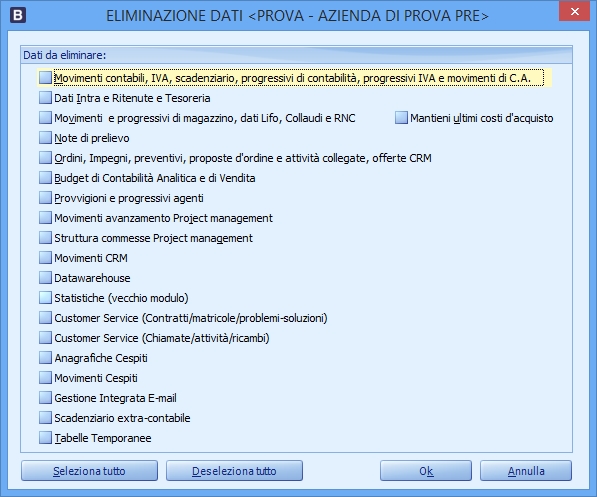 B
ELIMINAZIONE DATI <PROVA - AZIENDA DI PROVA PRE>
Dati da eliminare:
Movimenti contabili, IVA, scadenziario, progressivi di contabilità, progressivi IVA e movimenti di C.A.
Dati Intra e Ritenute e Tesoreria
Movimenti e progressivi di magazzino, dati Lifo, Collaudi e RNC
Mantieni ultimi costi d'acquisto
Note di prelievo
Ordini, Impegni, preventivi, proposte d'ordine e attività collegate, offerte CRM
Budget di Contabilità Analitica e di Vendita
Provvigioni e progressivi agenti
Movimenti avanzamento Project management
Struttura commesse Project management
Movimenti CRM
Datawarehouse
Statistiche (vecchio modulo)
Customer Service (Contratti/matricole/problemi-soluzioni)
Customer Service (Chiamate/attività/ricambi)
Anagrafiche Cespiti
Movimenti Cespiti
Gestione Integrata E-mail
Scadenziario extra-contabile
Tabelle Temporanee
Seleziona tutto
Deseleziona tutto
Ok
Annulla